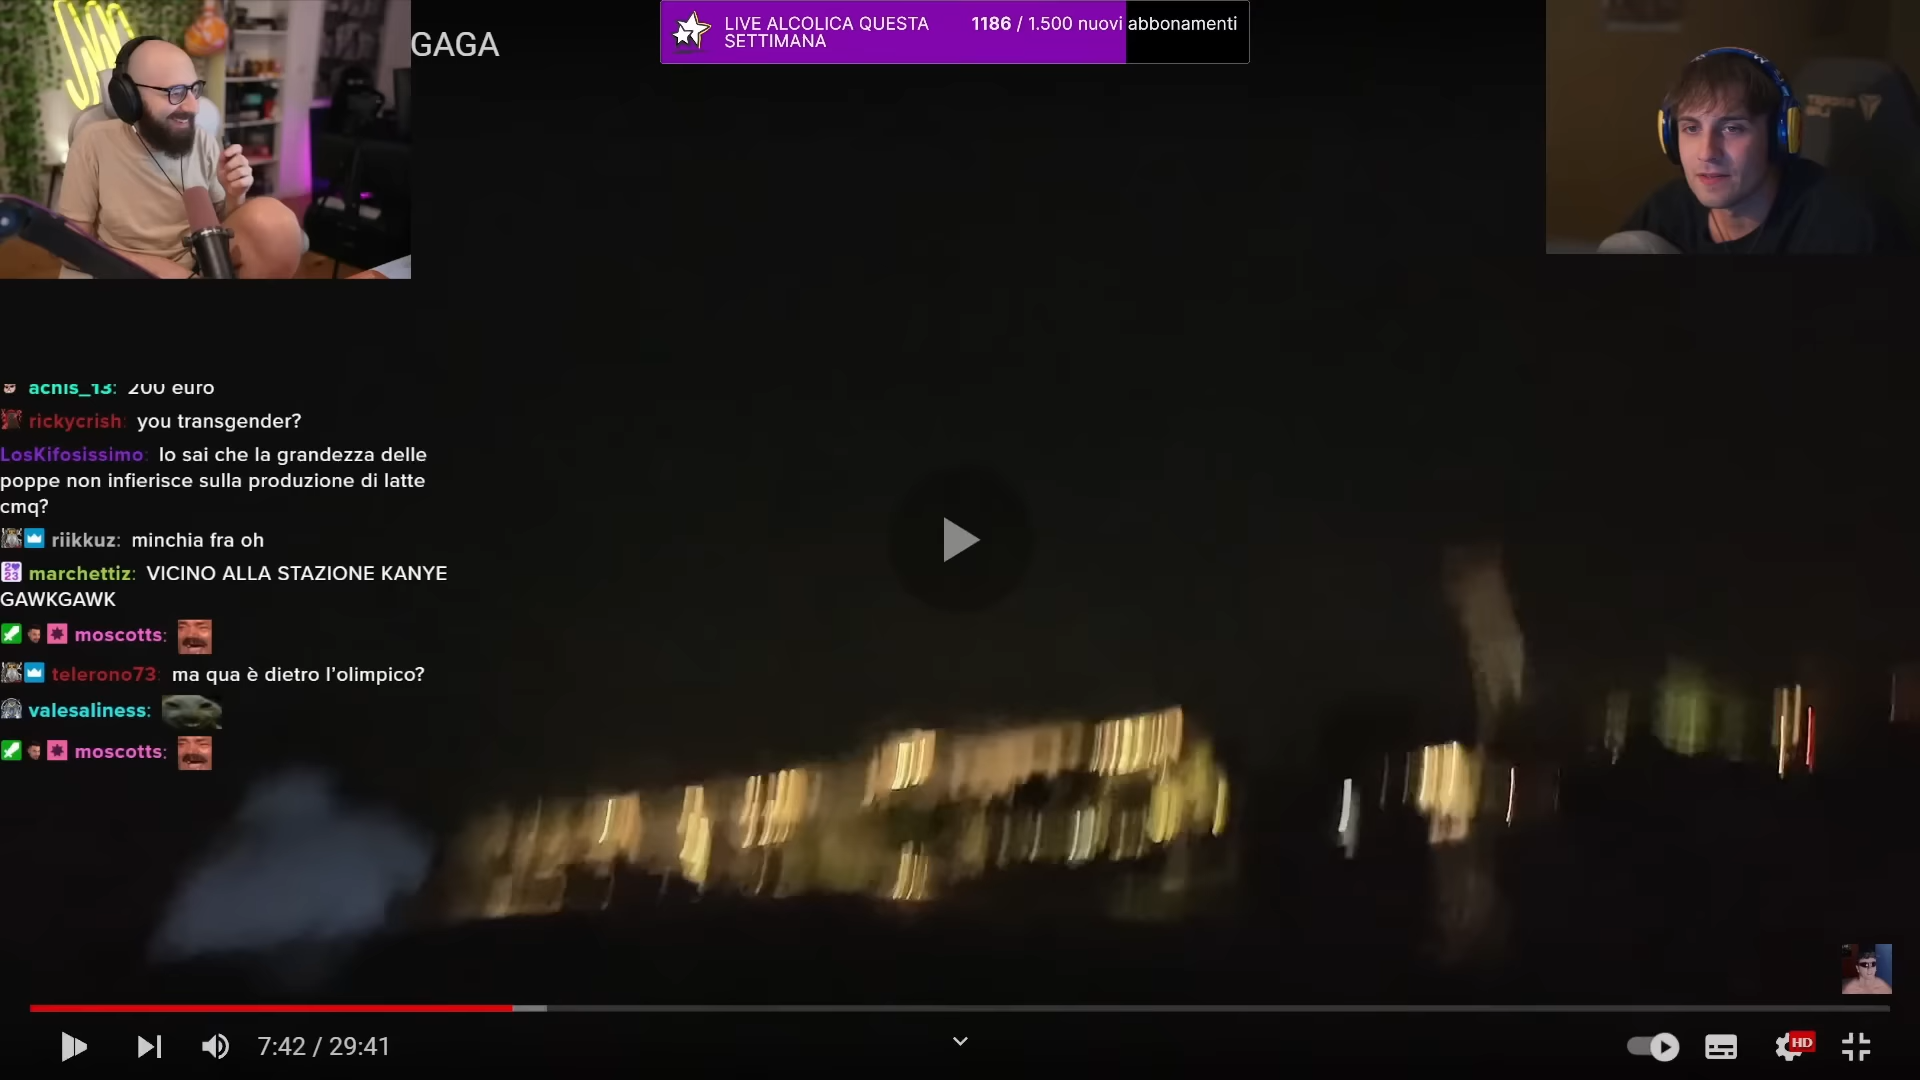 GAGA
LIVE ALCOLICA QUESTA
SETTIMANA
1186 / 1.500 nuovi abbonamenti
achis_13: 200 euro
rickycrish: you transgender?
LosKifosissimo: lo sai che la grandezza delle
poppe non infierisce sulla produzione di latte
cmq?
riikkuz: minchia fra oh
marchettiz: VICINO ALLA STAZIONE KANYE
GAWKGAWK
moscotts:
telerono73: ma qua è dietro l'olimpico?
valesaliness:
moscotts:
7:42 / 29:41
HD